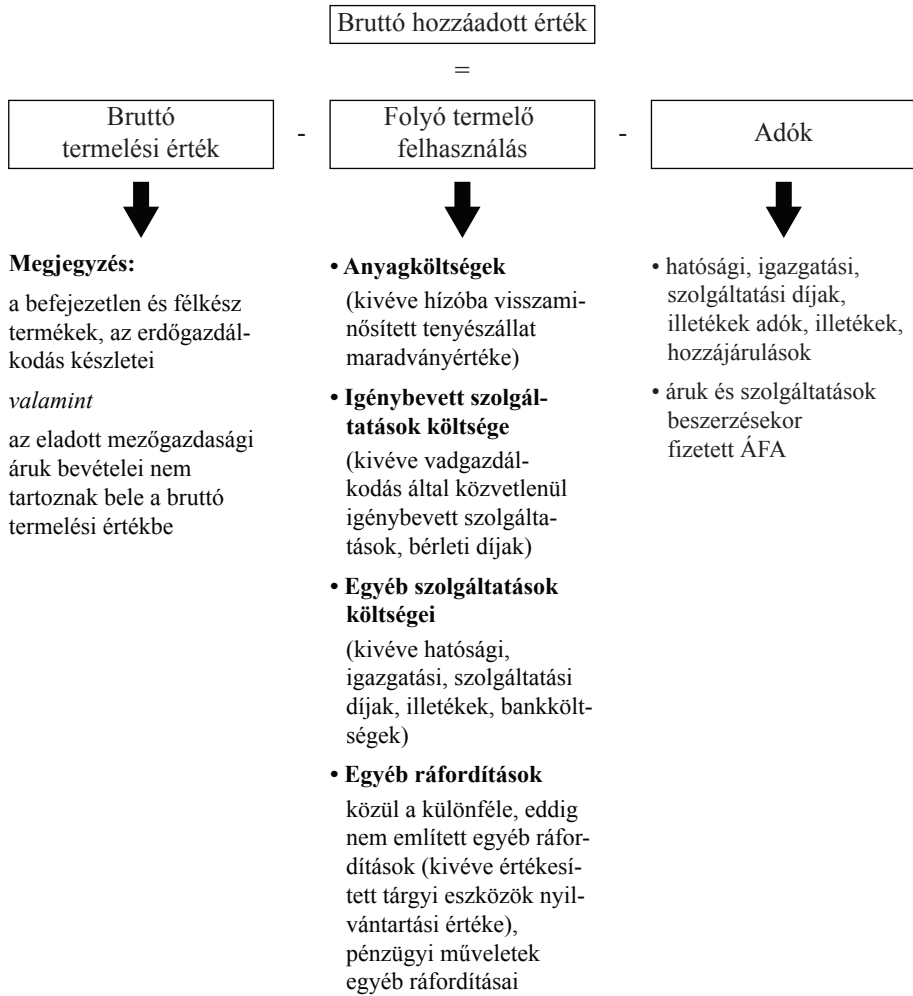 Bruttó hozzáadott érték
=
Bruttó
termelési érték
-
Folyó termelő
felhasználás
-
Adók
Megjegyzés:
a befejezetlen és félkész
termékek, az erdőgazdál-
kodás készletei
valamint
az eladott mezőgazdasági
áruk bevételei nem
tartoznak bele a bruttó
termelési értékbe
• Anyagköltségek
(kivéve hízóba visszami-
nősített tenyészállat
maradványértéke)
• Igénybevett szolgál-
tatások költsége
(kivéve vadgazdál-
kodás által közvetlenül
igénybevett szolgálta-
tások, bérleti díjak)
• Egyéb szolgáltatások
költségei
(kivéve hatósági,
igazgatási, szolgáltatási
díjak, illetékek, bankkölt-
ségek)
• Egyéb ráfordítások
közül a különféle, eddig
nem említett egyéb ráfor-
dítások (kivéve értékesí-
tett tárgyi eszközök nyil-
vántartási értéke),
pénzügyi műveletek
egyéb ráfordításai
• hatósági, igazgatási,
szolgáltatási díjak,
illetékek adók, illetékek,
hozzájárulások
• áruk és szolgáltatások
beszerzésekor
fizetett ÁFA